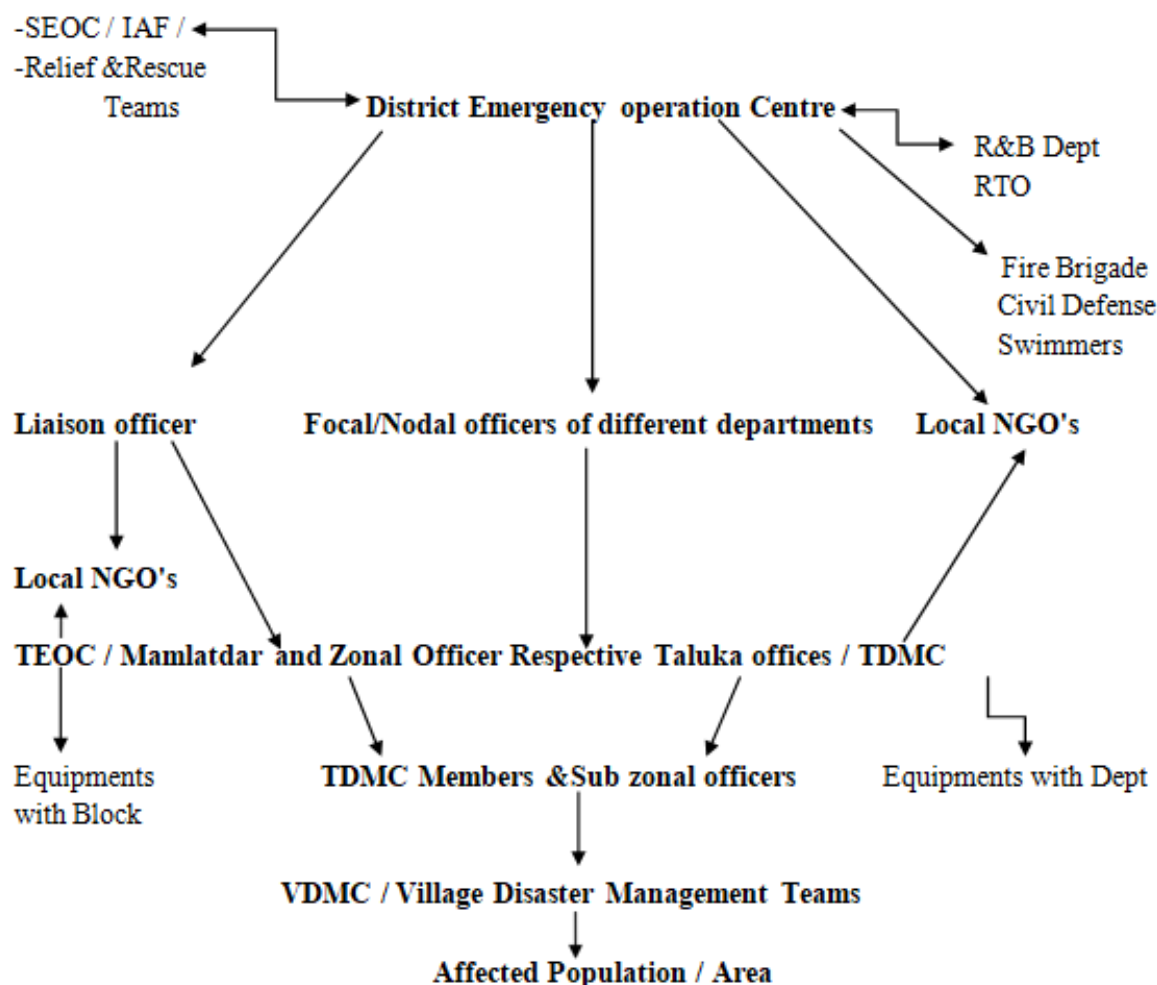 -SEOC / IAF /
-Relief &Rescue
Teams
District Emergency operation Centre
R&B Dept
RTO
Fire Brigade
Civil Defense
Swimmers
Liaison officer
Focal/Nodal officers of different departments
Local NGO's
Local NGO's
TEOC / Mamlatdar and Zonal Officer Respective Taluka offices / TDMC
Equipments
with Block
TDMC Members &Sub zonal officers
Equipments with Dept
VDMC / Village Disaster Management Teams
Affected Population / Area